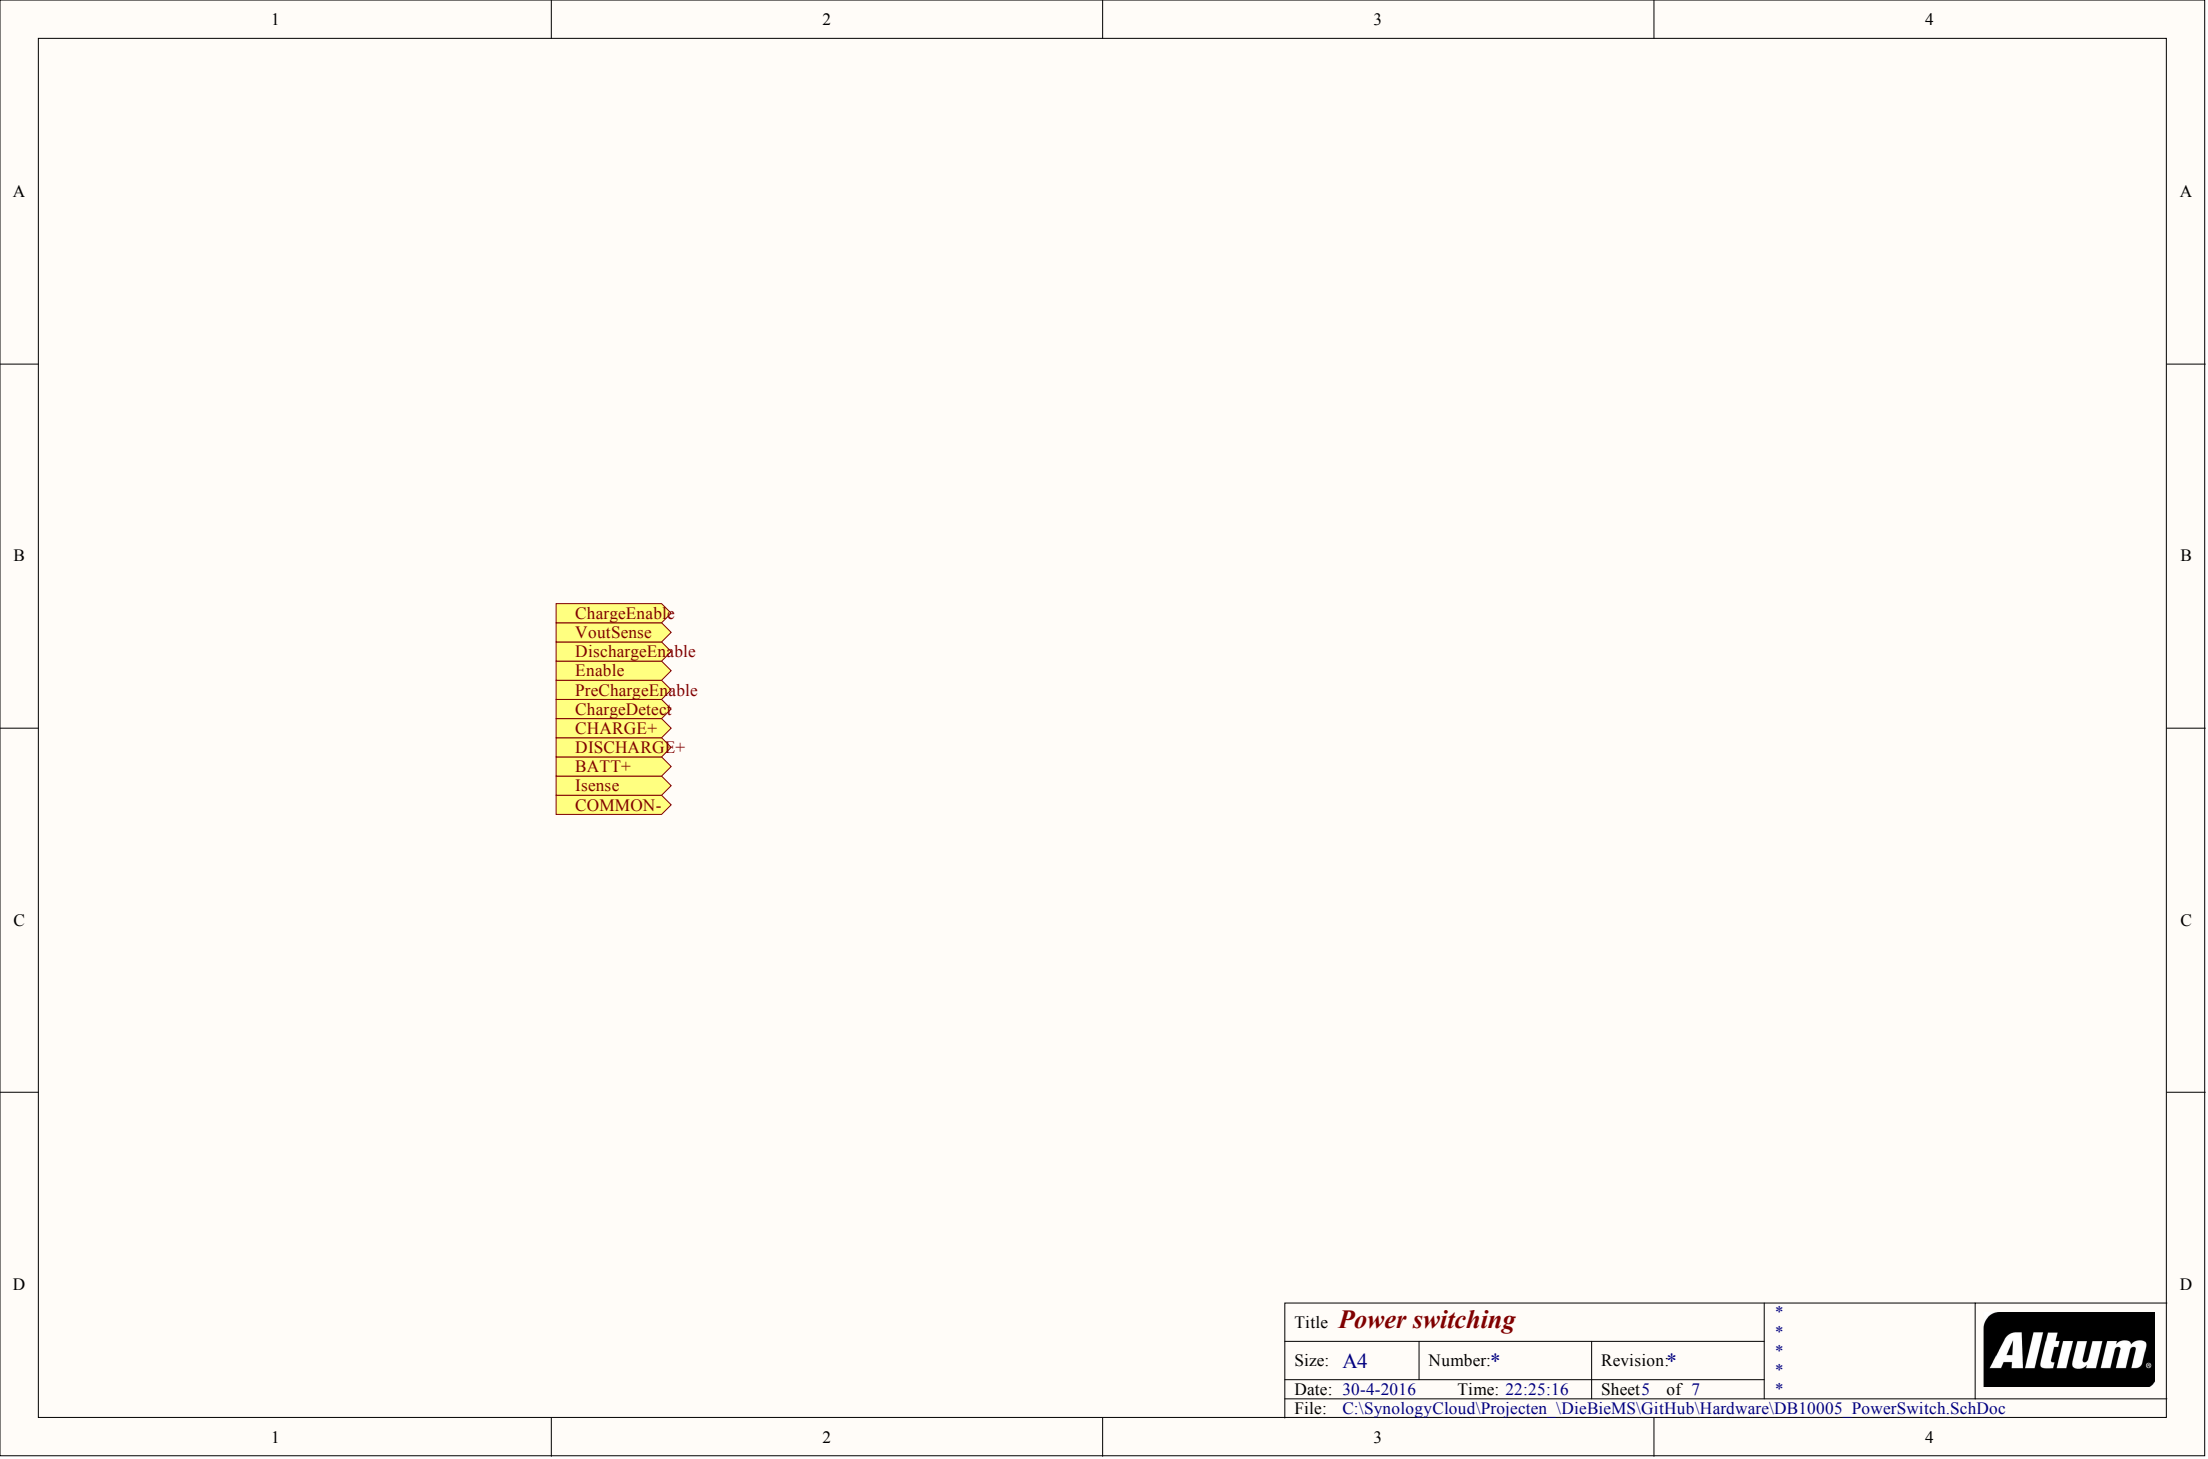 1 2 3 4
A A
B B
ChargeEnable
VoutSense
DischargeEnable
Enable
PreChargeEnable
ChargeDetect
CHARGE+
DISCHARGE+
BATT+
Isense
COMMON-
C C
D D
Title Power switching
Size: A4 Number:* Revision:*
Date: 30-4-2016 Time: 22:25:16 Sheet5 of 7
File: C:\SynologyCloud\Projecten \DieBieMS\GitHub\Hardware\DB10005 PowerSwitch.SchDoc
*
*
*
*
*
Altium®
1 2 3 4